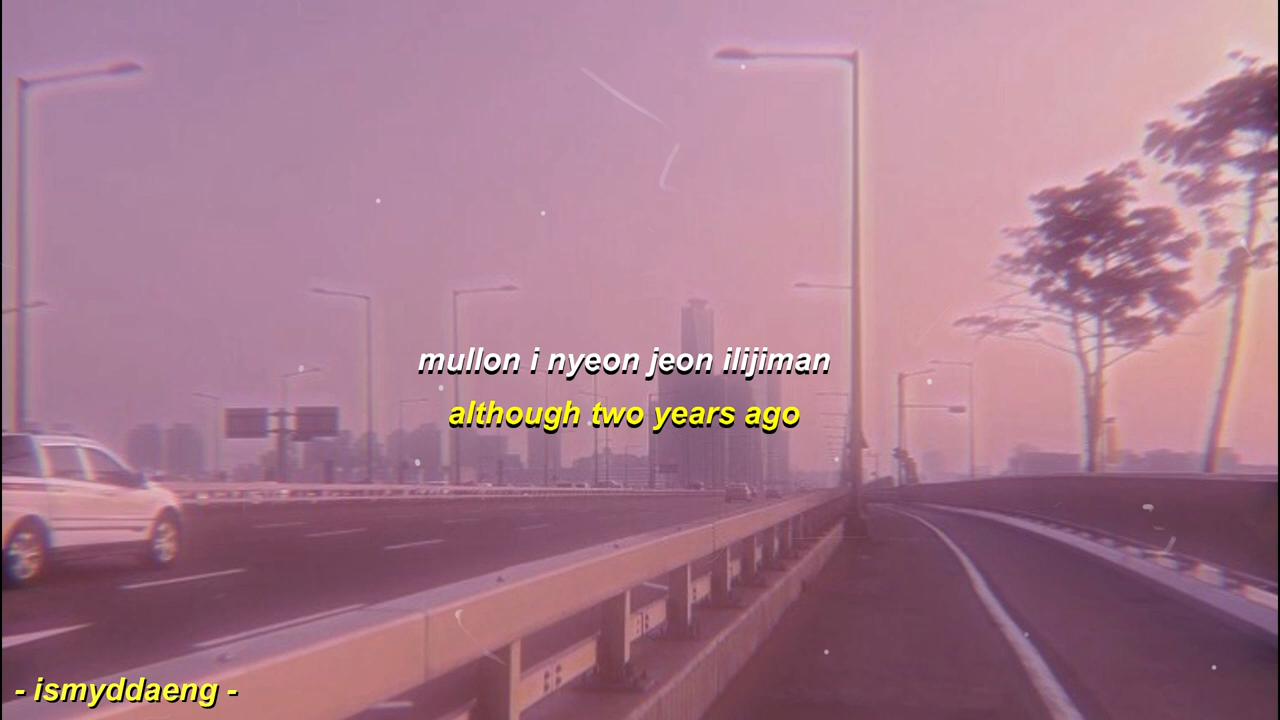 mullon i nyeon jeon ilijiman
although two years ago
- ismyddaeng -